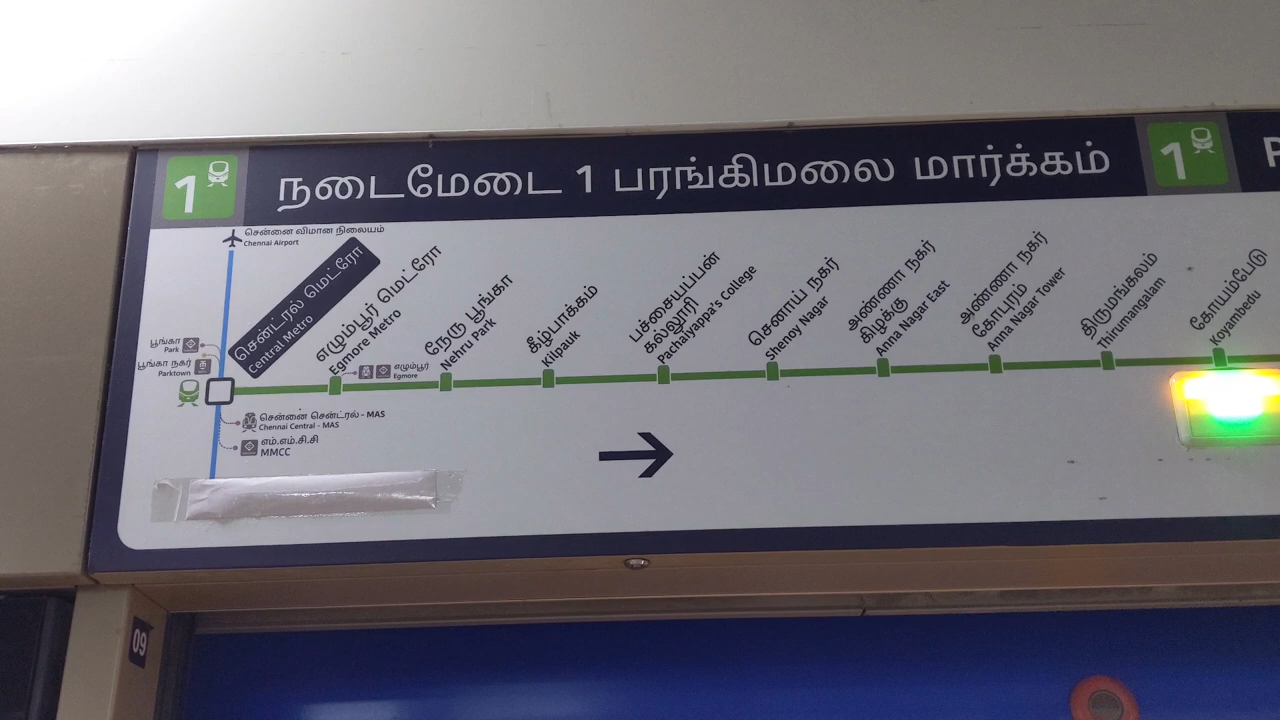 1
நடைமேடை 1 பரங்கிமலை மார்க்கம்
1
சென்னை விமான நிலையம்
Chennai Airport
சென்ட்ரல் மெட்ரோ
Central Metro
எழும்பூர் மெட்ரோ
Egmore Metro
நேரு பூங்கா
Nehru Park
கீழ்பாக்கம்
Kilpauk
பச்சையப்பன்
கல்லூரி
Pachaiyappa's College
செனாய் நகர்
Shenoy Nagar
அண்ணா நகர்
கிழக்கு
Anna Nagar East
அண்ணா நகர்
கோபுரம்
Anna Nagar Tower
திருமங்கலம்
Thirumangalam
கோயம்பேடு
Koyambedu
பூங்கா
Park
பூங்கா நகர்
Parktown
எழும்பூர்
Egmore
சென்னை சென்ட்ரல் - MAS
Chennai Central - MAS
எம்.எம்.சி.சி
MMCC
09